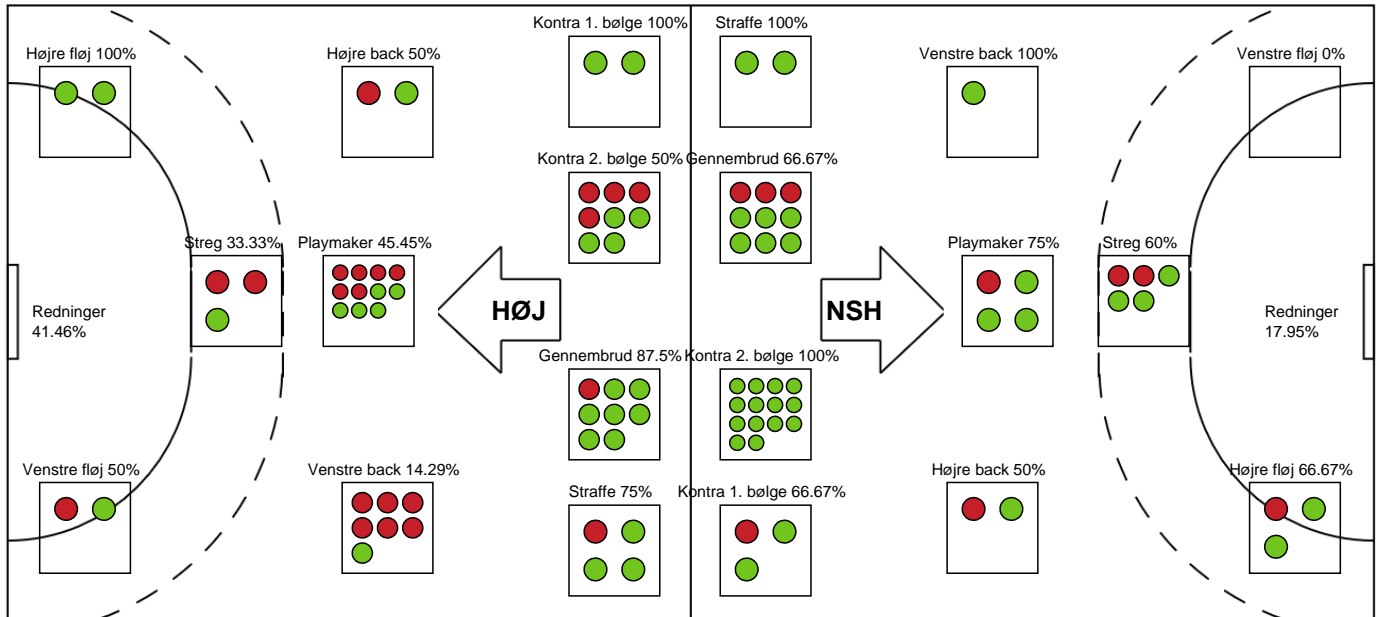 Kontra 1. bølge 100%
Straffe 100%
Højre fløj 100%
Højre back 50%
Venstre back 100%
Venstre fløj 0%
Kontra 2. bølge 50%
Gennembrud 66.67%
Streg 33.33%
Playmaker 45.45%
Playmaker 75%
Streg 60%
Redninger
41.46%
HØJ
NSH
Redninger
17.95%
Gennembrud 87.5%
Kontra 2. bølge 100%
Venstre fløj 50%
Venstre back 14.29%
Straffe 75%
Kontra 1. bølge 66.67%
Højre back 50%
Højre fløj 66.67%